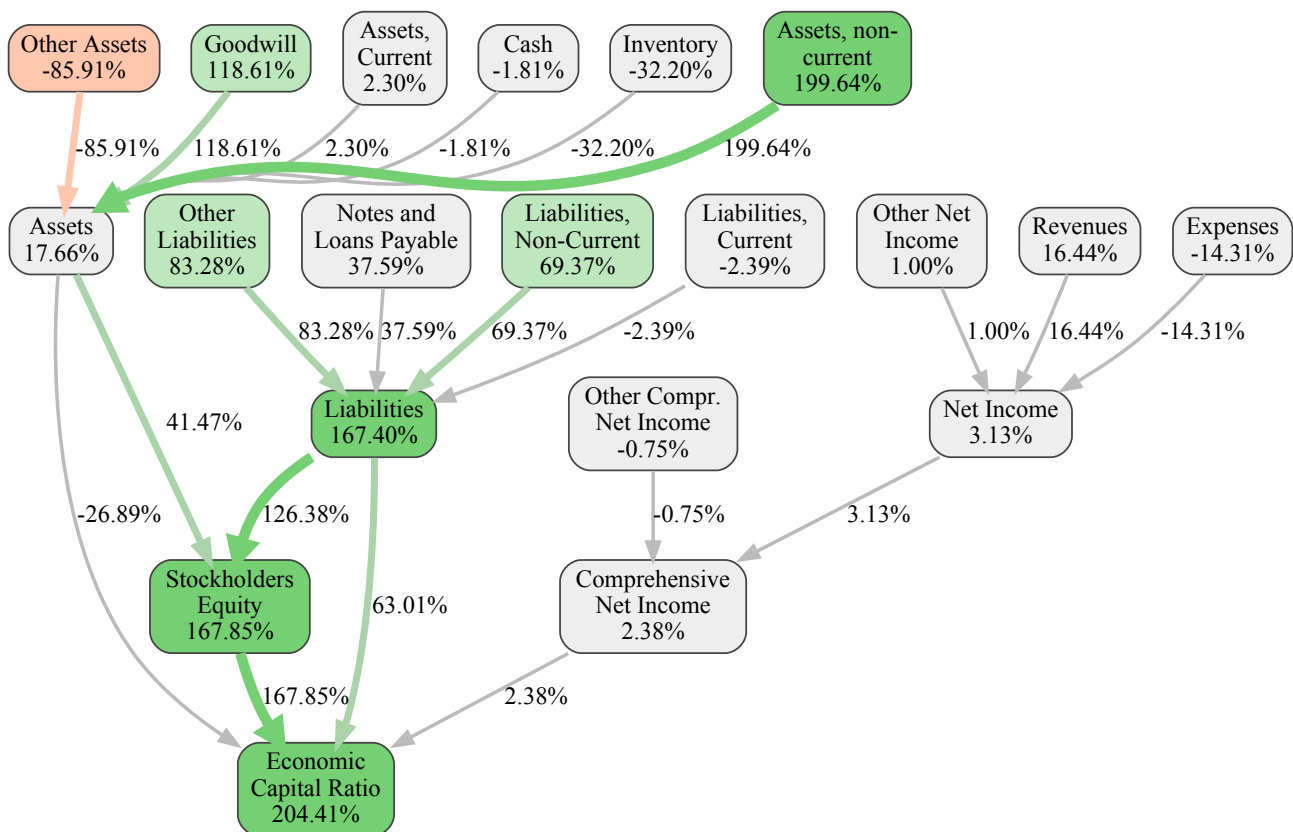 Other Assets
-85.91%
Goodwill
118.61%
Assets,
Current
2.30%
Cash
-1.81%
Inventory
-32.20%
Assets, non-
current
199.64%
-85.91%
118.61%
2.30%
-1.81%
-32.20%
199.64%
Assets
17.66%
Other
Liabilities
83.28%
Notes and
Loans Payable
37.59%
Liabilities,
Non-Current
69.37%
Liabilities,
Current
-2.39%
Other Net
Income
1.00%
Revenues
16.44%
Expenses
-14.31%
83.28%
37.59%
69.37%
-2.39%
1.00%
16.44%
-14.31%
41.47%
Liabilities
167.40%
Other Compr.
Net Income
-0.75%
Net Income
3.13%
-26.89%
126.38%
-0.75%
3.13%
Stockholders
Equity
167.85%
63.01%
Comprehensive
Net Income
2.38%
167.85%
2.38%
Economic
Capital Ratio
204.41%